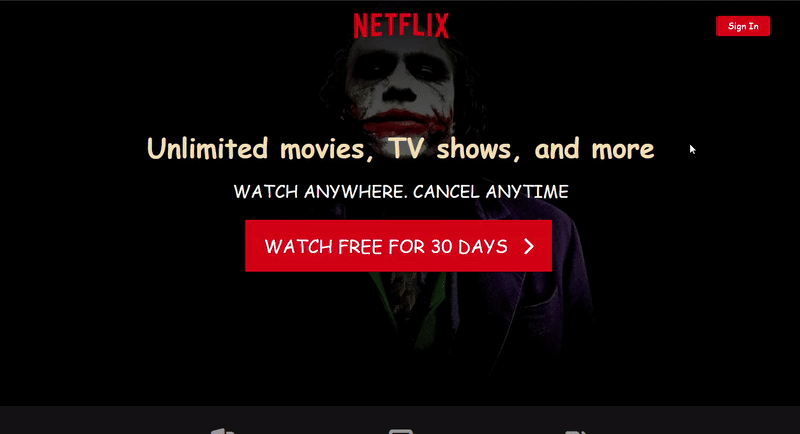 NETFLIX
Sign In
Unlimited movies, TV shows, and more
WATCH ANYWHERE. CANCEL ANYTIME
WATCH FREE FOR 30 DAYS